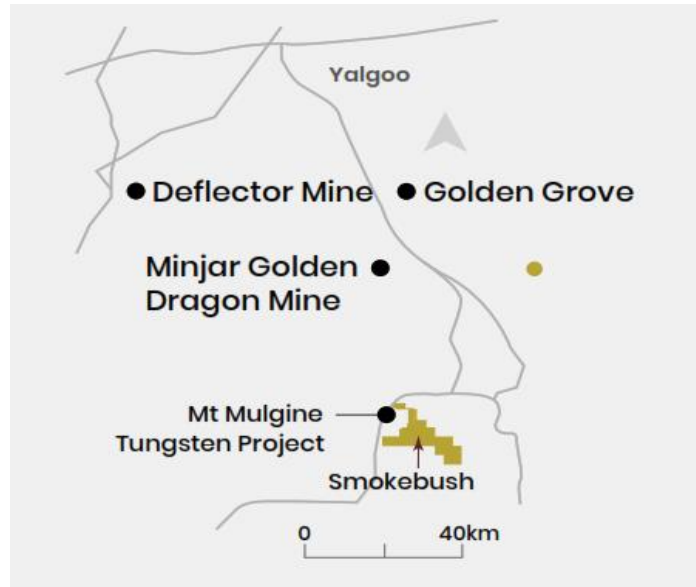 Yalgoo
Deflector Mine
Golden Grove
Minjar Golden
Dragon Mine
Mt Mulgine
Tungsten Project
Smokebush
0
40km